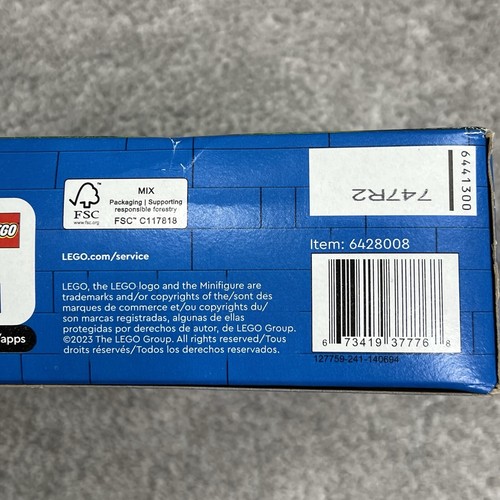 LEGO
apps
FSC
www.fsc.org
MIX
Packaging | Supporting
responsible forestry
FSC™ C117818
LEGO.com/service
LEGO, the LEGO logo and the Minifigure are
trademarks and/or copyrights of the/sont des
marques de commerce et/ou copyrights du/
son marcas registradas, algunas de ellas
protegidas por derechos de autor, de LEGO Group.
©2023 The LEGO Group. All rights reserved/Tous
droits réservés/Todos los derechos reservados.
747R2
6441300
Item: 6428008
6 73419 37776 8
127759-241-140694